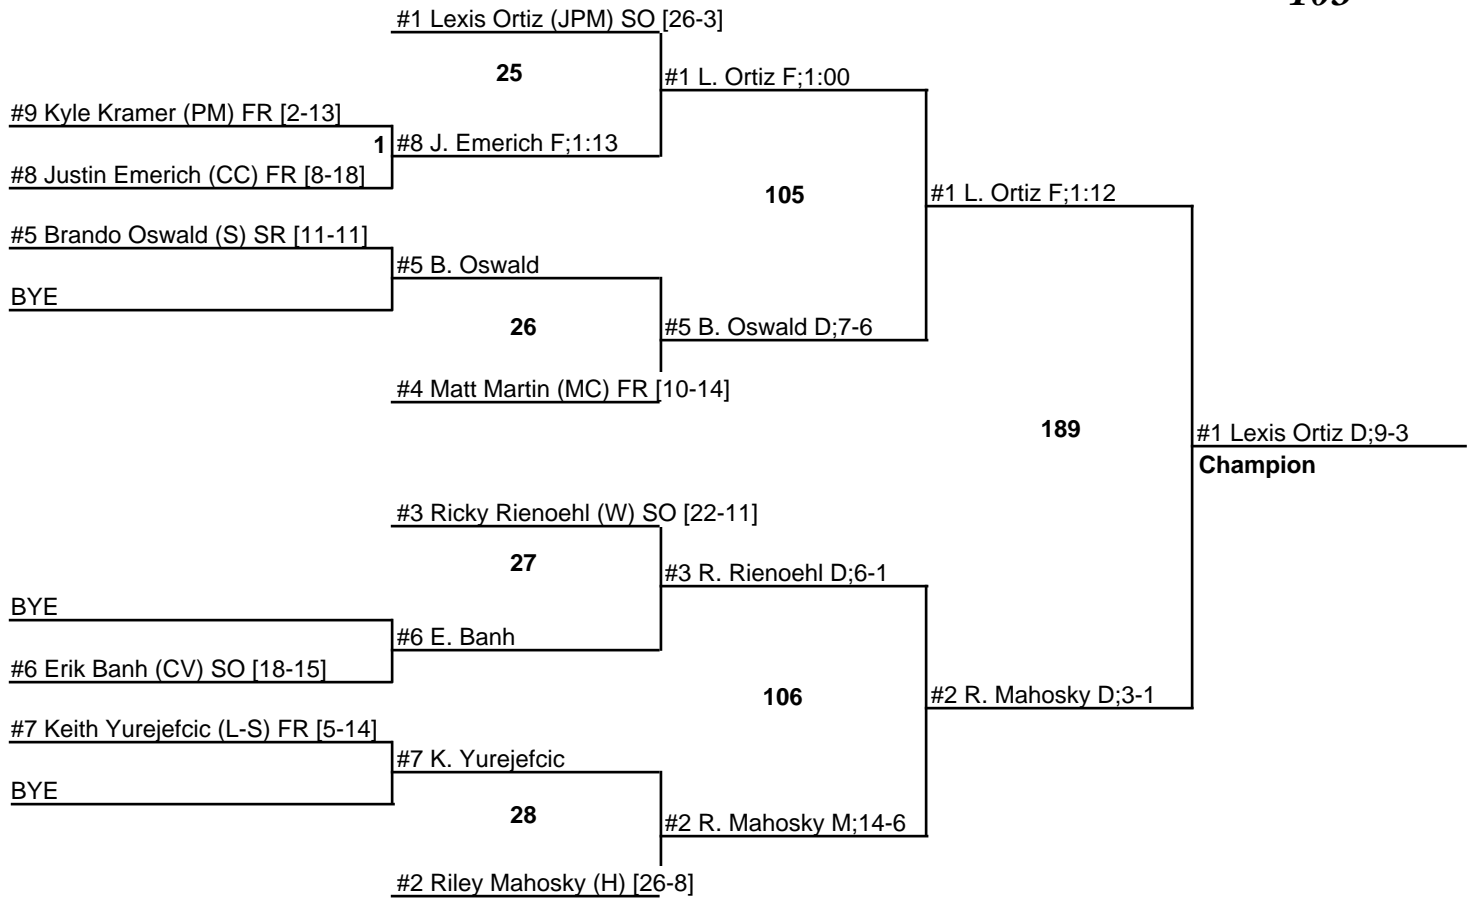 #1 Lexis Ortiz (JPM) SO [26-3]
25
#1 L. Ortiz F;1:00
#9 Kyle Kramer (PM) FR [2-13]
1
#8 J. Emerich F;1:13
#8 Justin Emerich (CC) FR [8-18]
105
#1 L. Ortiz F;1:12
#5 Brando Oswald (S) SR [11-11]
#5 B. Oswald
BYE
26
#5 B. Oswald D;7-6
#4 Matt Martin (MC) FR [10-14]
189
#1 Lexis Ortiz D;9-3
Champion
#3 Ricky Rienoehl (W) SO [22-11]
27
#3 R. Rienoehl D;6-1
BYE
#6 E. Banh
#6 Erik Banh (CV) SO [18-15]
106
#2 R. Mahosky D;3-1
#7 Keith Yurejefcic (L-S) FR [5-14]
#7 K. Yurejefcic
BYE
28
#2 R. Mahosky M;14-6
#2 Riley Mahosky (H) [26-8]